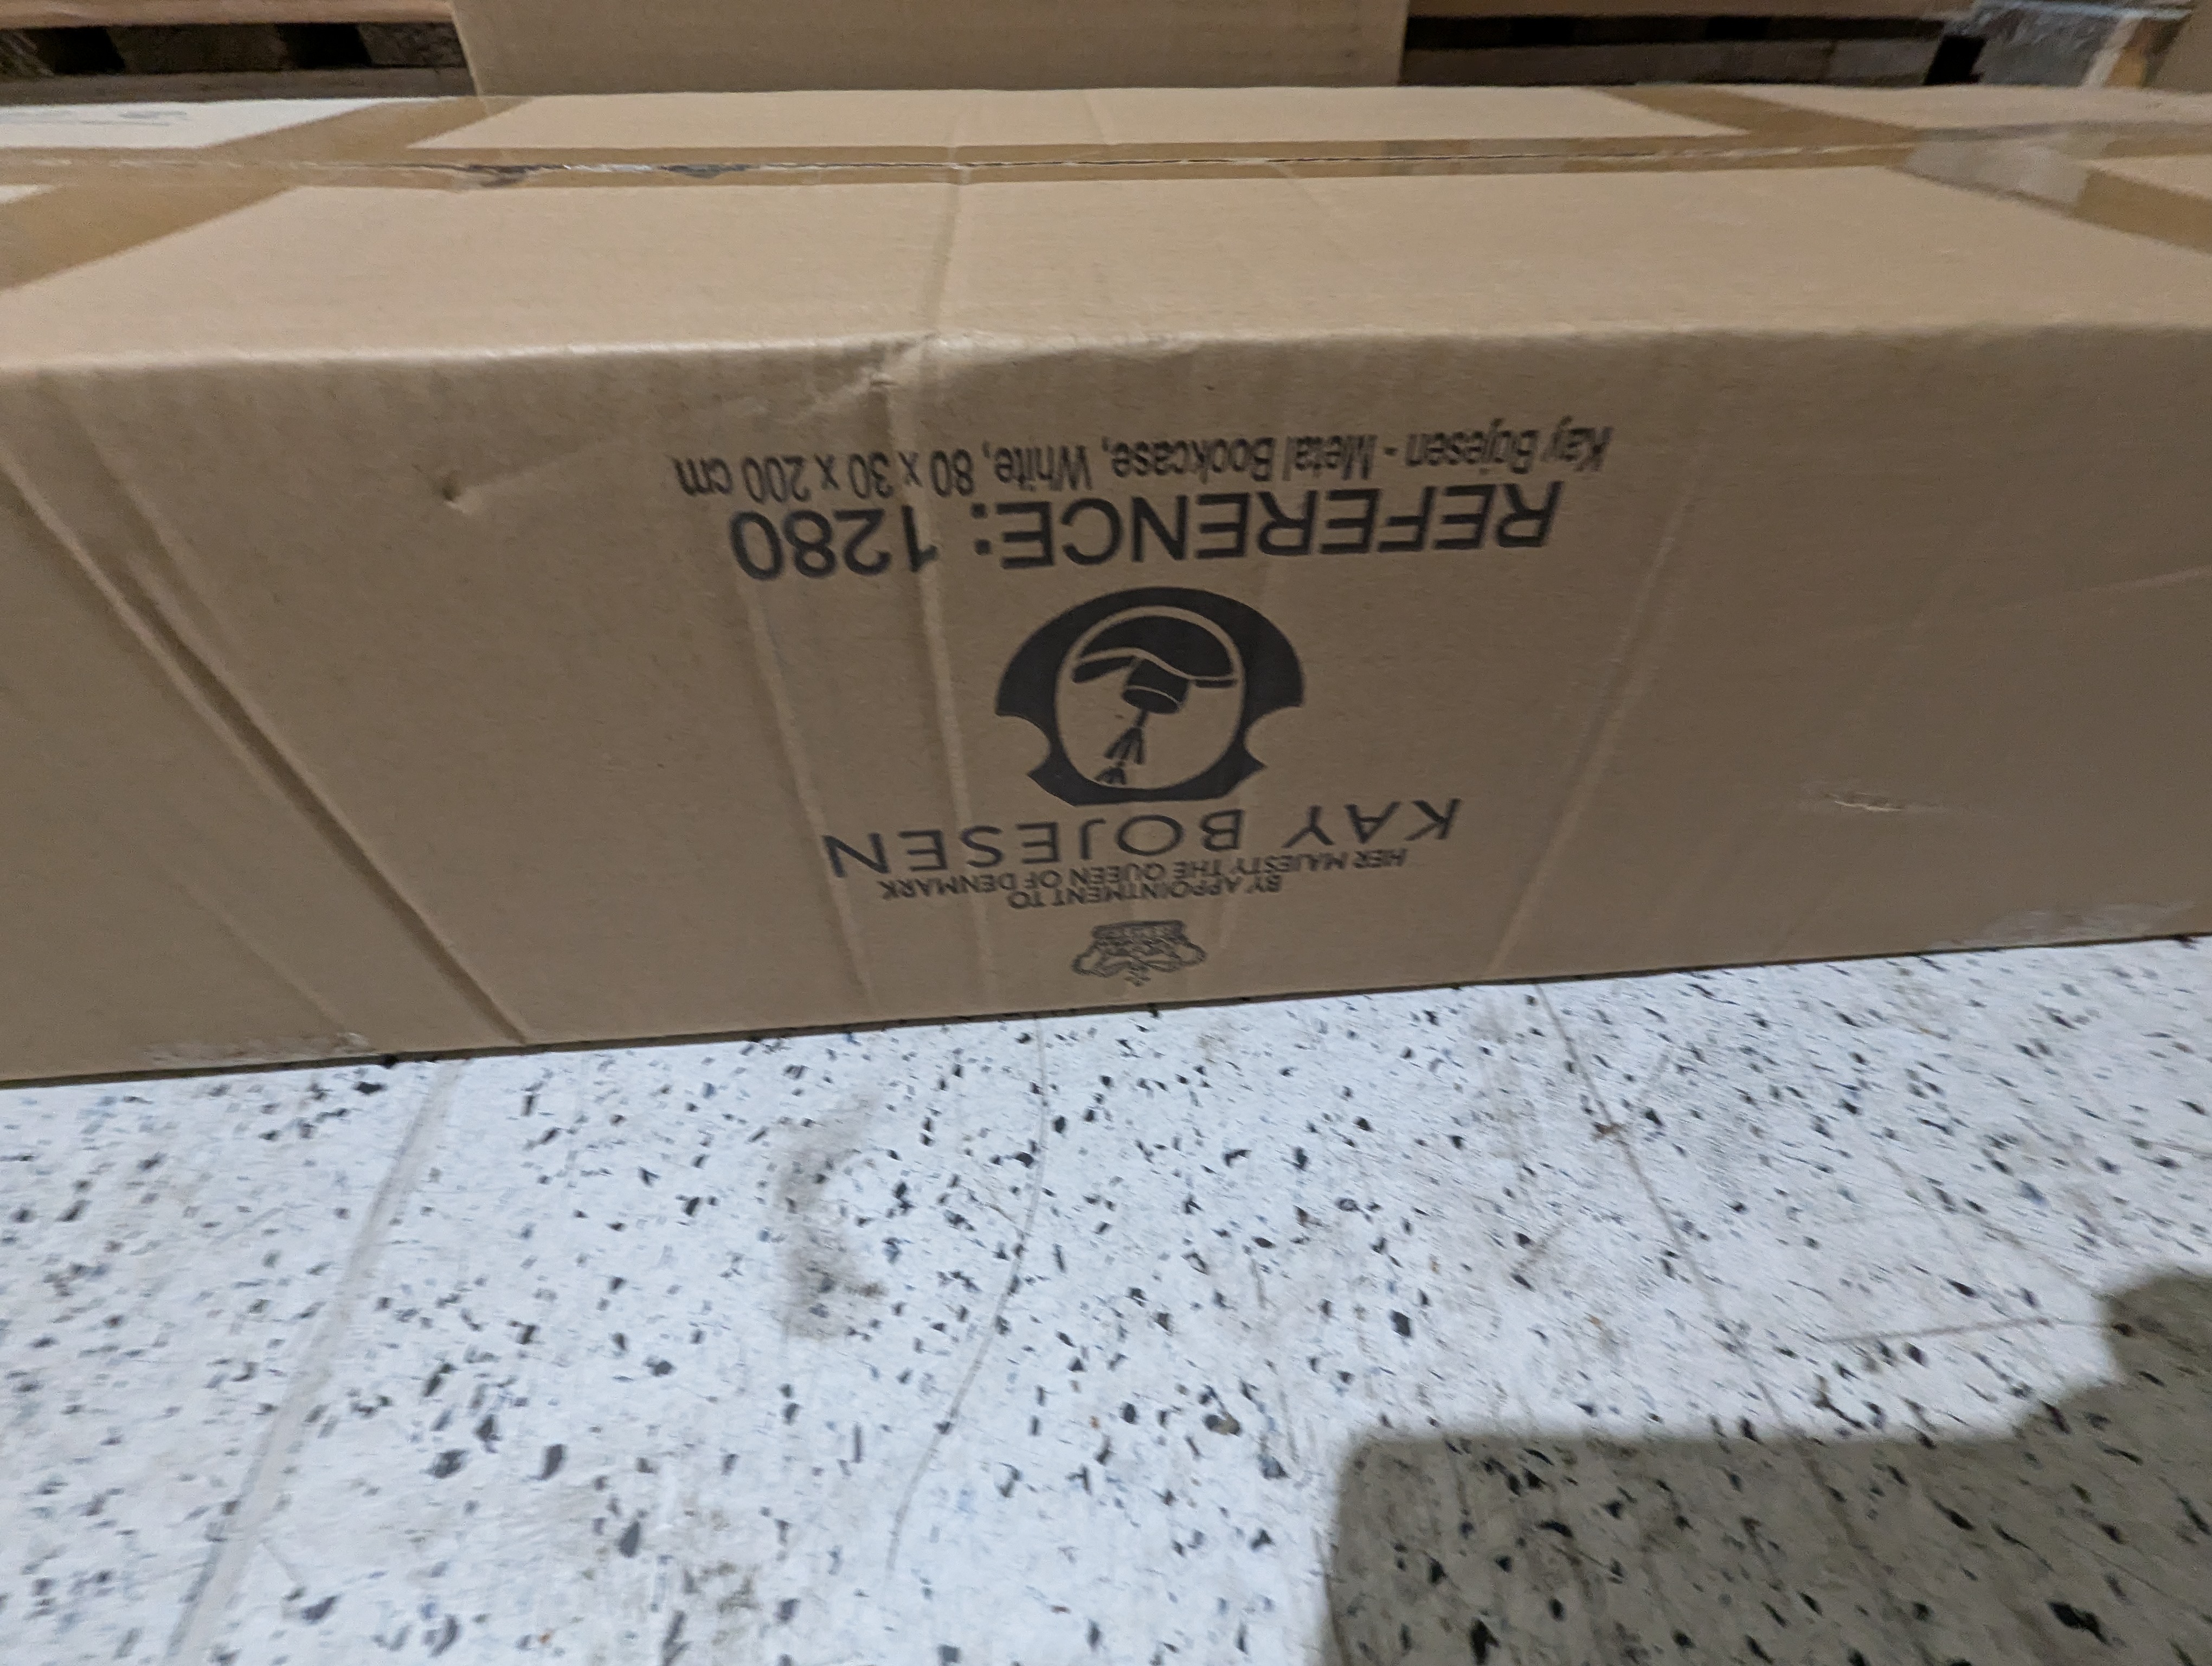 BY APPOINTMENT TO
HER MAJESTY THE QUEEN OF DENMARK
KAY BOJESEN
REFERENCE: 1280
Kay Bojesen - Metal Bookcase, White, 80 x 30 x 200 cm